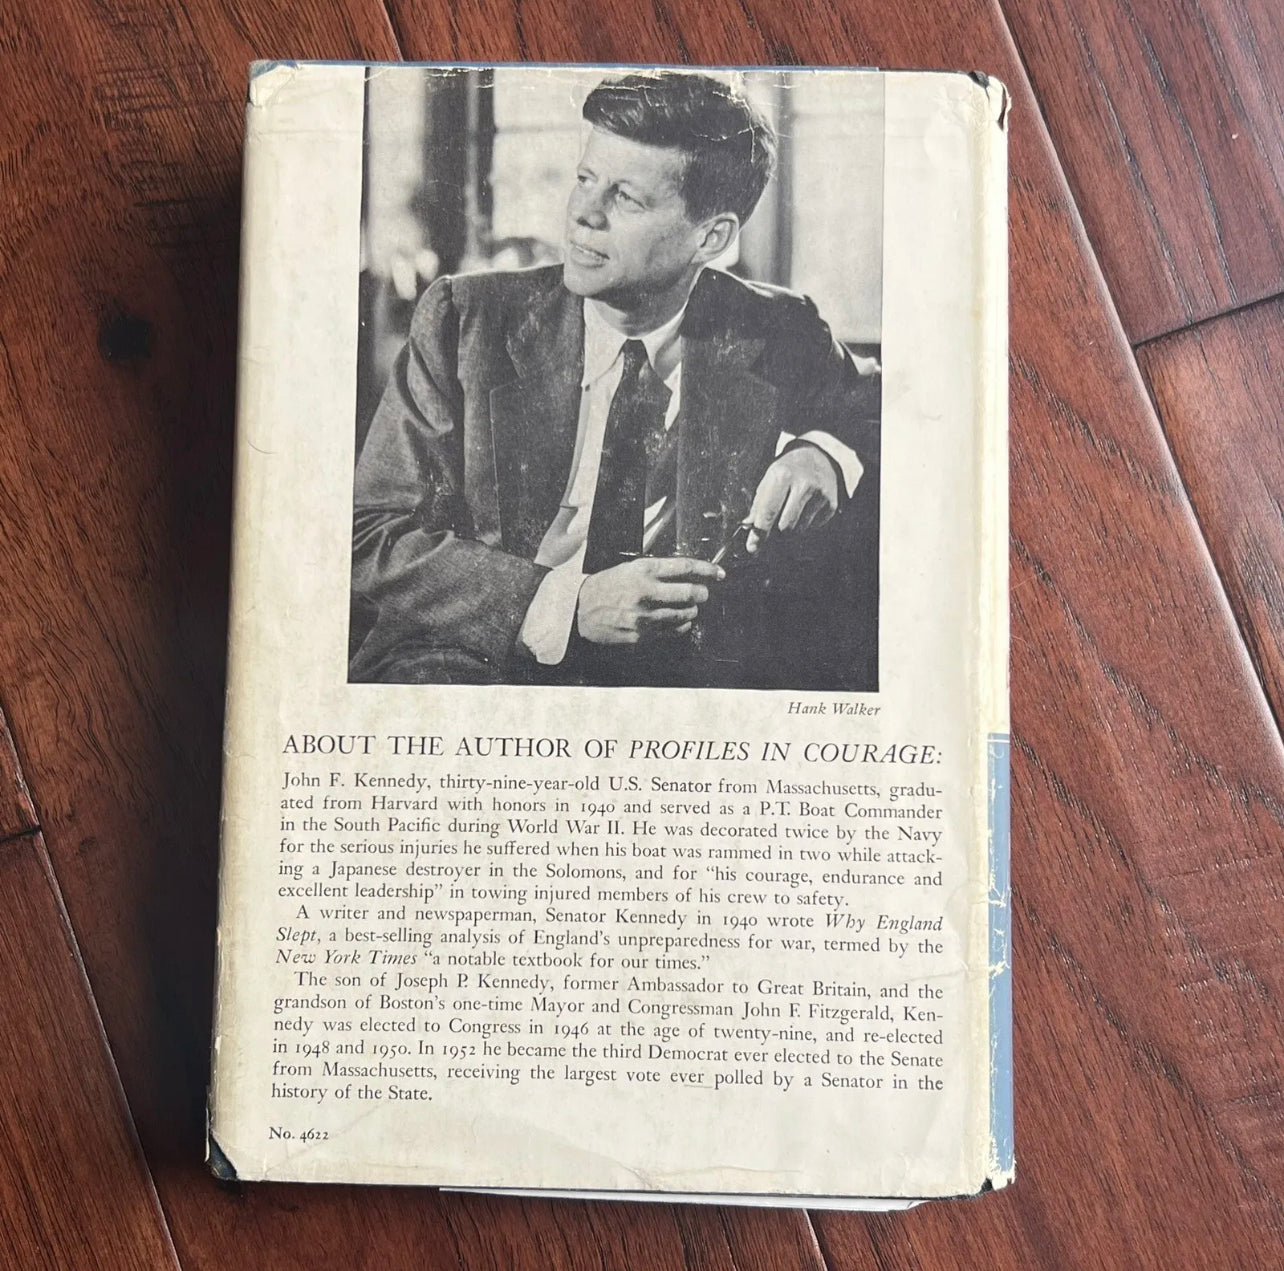 Hank Walker
ABOUT THE AUTHOR OF PROFILES IN COURAGE:
John F. Kennedy, thirty-nine-year-old U.S. Senator from Massachusetts, gradu-
ated from Harvard with honors in 1940 and served as a P.T. Boat Commander
in the South Pacific during World War II. He was decorated twice by the Navy
for the serious injuries he suffered when his boat was rammed in two while attack-
ing a Japanese destroyer in the Solomons, and for “his courage, endurance and
excellent leadership” in towing injured members of his crew to safety.
A writer and newspaperman, Senator Kennedy in 1940 wrote Why England
Slept, a best-selling analysis of England’s unpreparedness for war, termed by the
New York Times “a notable textbook for our times.”
The son of Joseph P. Kennedy, former Ambassador to Great Britain, and the
grandson of Boston’s one-time Mayor and Congressman John F. Fitzgerald, Ken-
nedy was elected to Congress in 1946 at the age of twenty-nine, and re-elected
in 1948 and 1950. In 1952 he became the third Democrat ever elected to the Senate
from Massachusetts, receiving the largest vote ever polled by a Senator in the
history of the State.
No. 4622